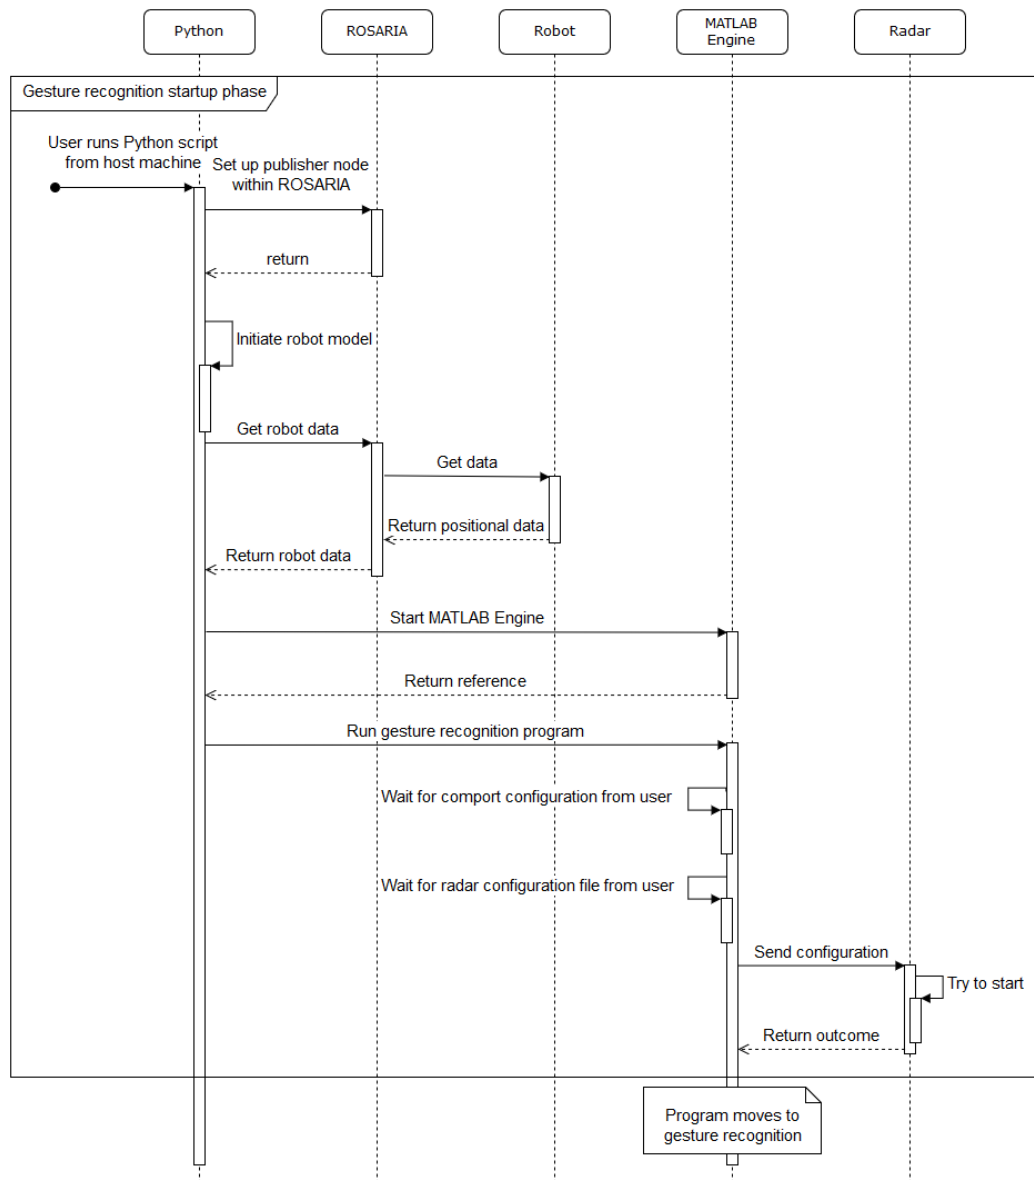 Python
ROSARIA
Robot
MATLAB
Engine
Radar
Gesture recognition startup phase
User runs Python script
from host machine
Set up publisher node
within ROSARIA
return
Initiate robot model
Get robot data
Get data
Return positional data
Return robot data
Start MATLAB Engine
Return reference
Run gesture recognition program
Wait for comport configuration from user
Wait for radar configuration file from user
Send configuration
Try to start
Return outcome
Program moves to
gesture recognition